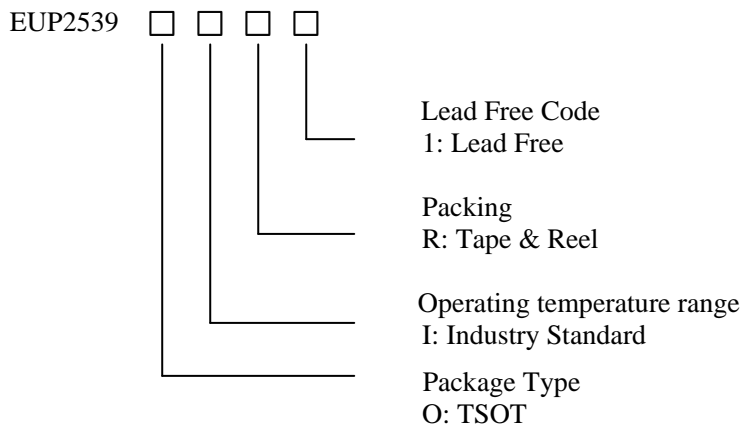 EUP2539
Lead Free Code
1: Lead Free
Packing
R: Tape & Reel
Operating temperature range
I: Industry Standard
Package Type
O: TSOT